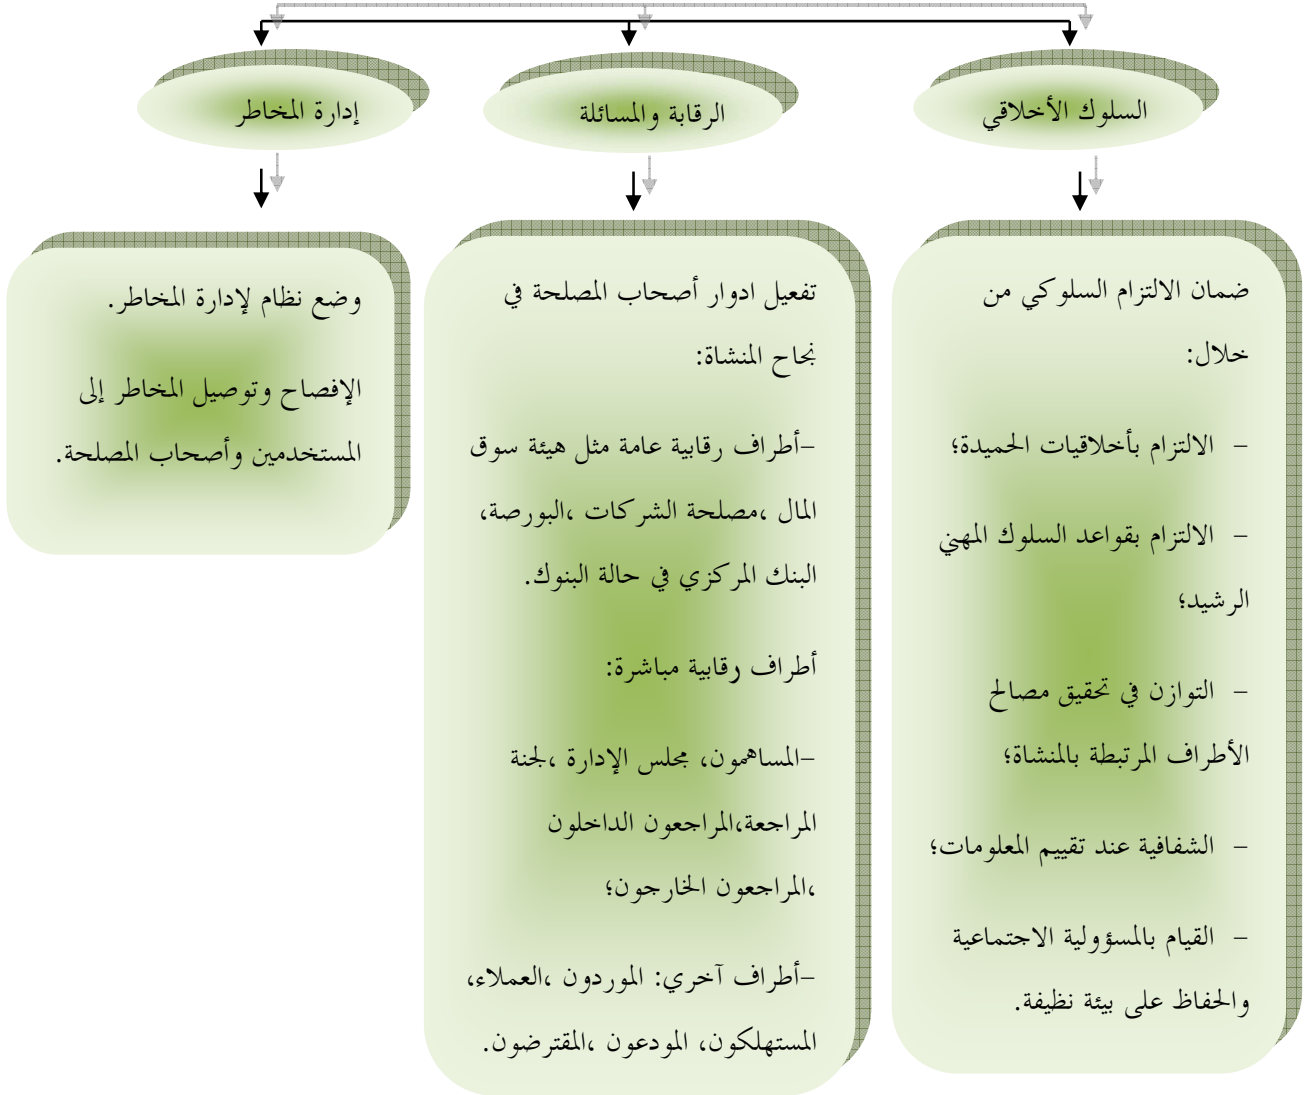 السلوك الأخلاقي
الرقابة والمسائلة
إدارة المخاطر
ضمان الالتزام السلوكي من
خلال:
- الالتزام بأخلاقيات الحميدة؛
- الالتزام بقواعد السلوك المهني
الرشيد؛
- التوازن في تحقيق مصالح
الأطراف المرتبطة بالمنشاة؛
- الشفافية عند تقييم المعلومات؛
- القيام بالمسؤولية الاجتماعية
والحفاظ على بيئة نظيفة.
تفعيل ادوار أصحاب المصلحة في
نجاح المنشاة:
-أطراف رقابية عامة مثل هيئة سوق
المال ،مصلحة الشركات ،البورصة،
البنك المركزي في حالة البنوك.
أطراف رقابية مباشرة:
-المساهمون، مجلس الإدارة ،لجنة
المراجعة،المراجعون الداخلون
،المراجعون الخارجون؛
-أطراف آخري: الموردون ،العملاء،
المستهلكون، المودعون ،المقترضون.
وضع نظام لإدارة المخاطر.
الإفصاح وتوصيل المخاطر إلى
المستخدمين وأصحاب المصلحة.